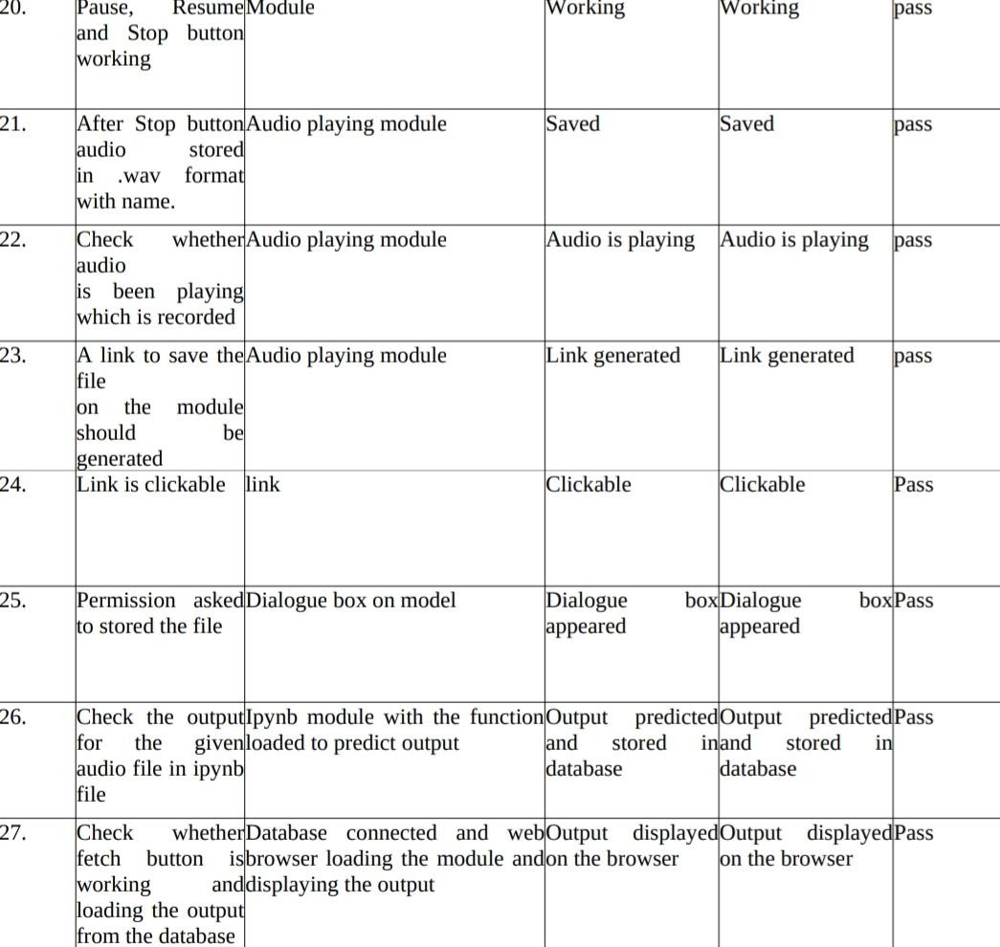 20.
Pause, Resume
and Stop button
working
Module
Working
Working
pass
21.
After Stop button
audio stored
in .wav format
with name.
Audio playing module
Saved
Saved
pass
22.
Check whether
audio
is been playing
which is recorded
Audio playing module
Audio is playing
Audio is playing
pass
23.
A link to save the
file
on the module
should be
generated
Audio playing module
Link generated
Link generated
pass
24.
Link is clickable
link
Clickable
Clickable
Pass
25.
Permission asked
to stored the file
Dialogue box on model
Dialogue box
appeared
Dialogue box
appeared
Pass
26.
Check the output
for the given
audio file in ipynb
file
Ipynb module with the function
loaded to predict output
Output predicted
and stored in
database
Output predicted
and stored in
database
Pass
27.
Check whether
fetch button is
working and
loading the output
from the database
Database connected and web
browser loading the module and
displaying the output
Output displayed
on the browser
Output displayed
on the browser
Pass